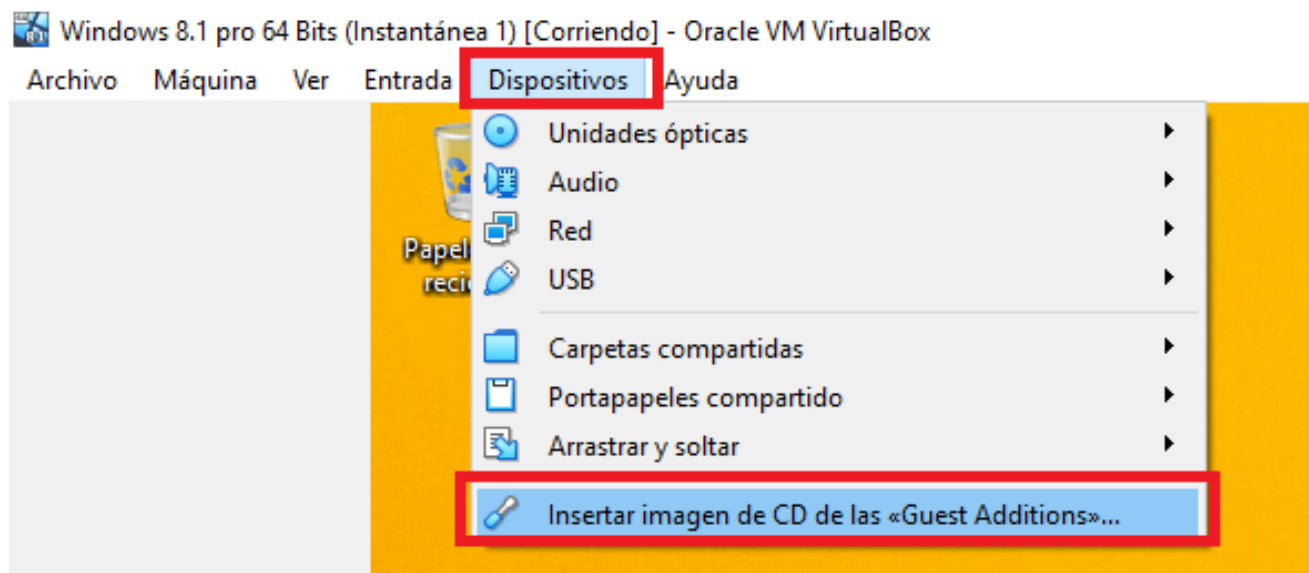 Windows 8.1 pro 64 Bits (Instantánea 1) [Corriendo] - Oracle VM VirtualBox
Archivo Máquina Ver Entrada Dispositivos Ayuda
Unidades ópticas
Audio
Red
USB
Carpetas compartidas
Portapapeles compartido
Arrastrar y soltar
Insertar imagen de CD de las «Guest Additions»...